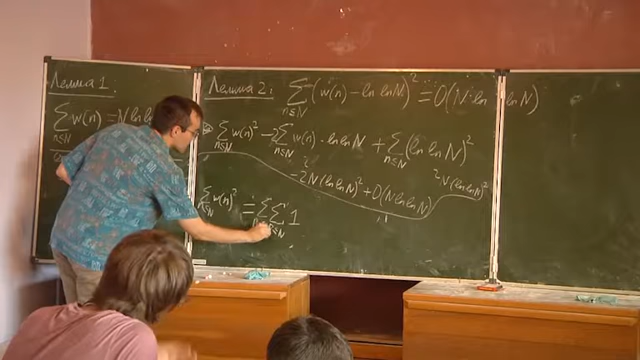 Лемма 1:
∑_{n≤N} w(n) = N ln
Лемма 2: ∑_{n≤N} (w(n) − ln ln N)² = O(N ln ln N)
∑_{n≤N} w(n)² − 2∑_{n≤N} w(n)·ln ln N + ∑_{n≤N} (ln ln N)²
−2N(ln ln N)² + O(N ln ln N)
N(ln ln N)²
∑_{n≤N} w(n)² = ∑ ∑ 1